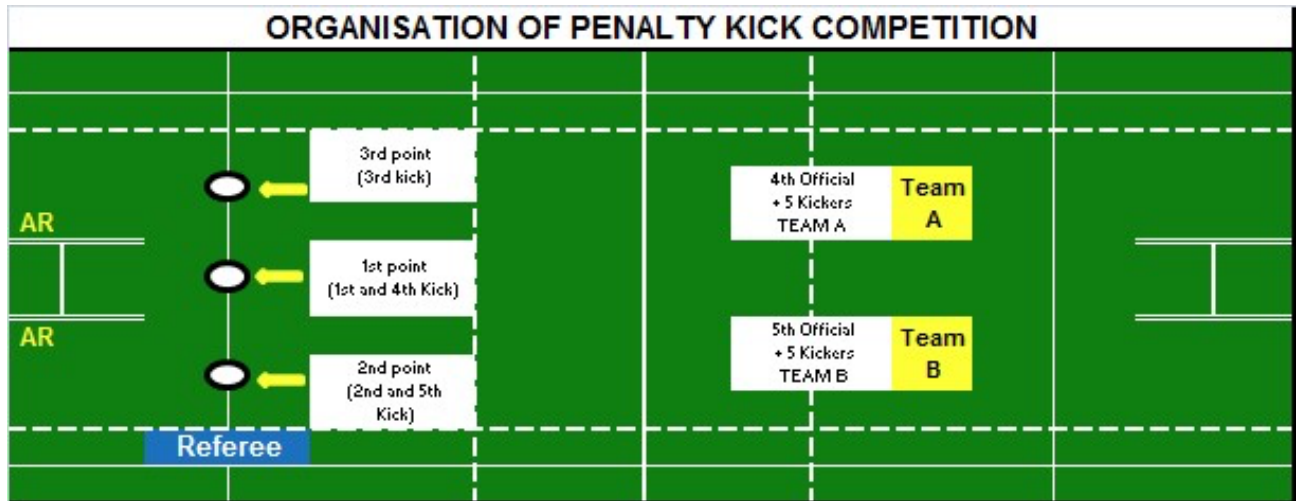 ORGANISATION OF PENALTY KICK COMPETITION
3rd point
(3rd kick)
4th Official
+ 5 Kickers
TEAM A
Team
A
AR
1st point
(1st and 4th Kick)
AR
5th Official
+ 5 Kickers
TEAM B
Team
B
2nd point
(2nd and 5th
Kick)
Referee